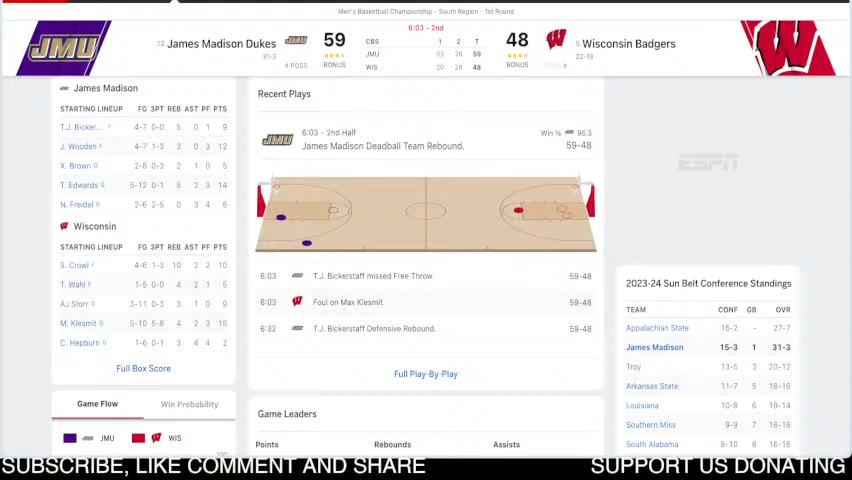 Men's Basketball Championship - South Region - 1st Round
12 James Madison Dukes
31-3
JMU
59
BONUS
POSS
6:03 - 2nd
CBS 1 2 T
JMU 33 26 59
WIS 20 28 48
48
BONUS
5 Wisconsin Badgers
22-13
James Madison
STARTING LINEUP FG 3PT REB AST PF PTS
T.J. Bicker... F 4-7 0-0 5 0 1 9
J. Wooden F 4-7 1-3 3 0 3 12
X. Brown G 2-8 0-3 2 1 0 5
T. Edwards G 5-12 0-1 5 2 3 14
N. Freidel G 2-6 2-5 0 3 4 6
Wisconsin
STARTING LINEUP FG 3PT REB AST PF PTS
S. Crowl F 4-6 1-3 10 2 2 10
T. Wahl F 1-5 0-0 4 2 1 5
AJ Storr G 3-11 0-3 3 1 0 9
M. Klesmit G 5-10 5-8 4 2 3 15
C. Hepburn G 1-6 0-1 3 4 4 2
Full Box Score
Game Flow Win Probability
JMU WIS
100
Recent Plays
JMU
6:03 - 2nd Half
James Madison Deadball Team Rebound.
Win % 95.3
59-48
6:03 T.J. Bickerstaff missed Free Throw. 59-48
6:03 Foul on Max Klesmit. 59-48
6:32 T.J. Bickerstaff Defensive Rebound. 59-48
Full Play-By-Play
Game Leaders
Points Rebounds Assists
ESPN
2023-24 Sun Belt Conference Standings
TEAM CONF GB OVR
Appalachian State 16-2 - 27-7
James Madison 15-3 1 31-3
Troy 13-5 3 20-12
Arkansas State 11-7 5 18-16
Louisiana 10-8 6 19-14
Southern Miss 9-9 7 16-16
South Alabama 8-10 8 16-16
SUBSCRIBE, LIKE COMMENT AND SHARE
SUPPORT US DONATING